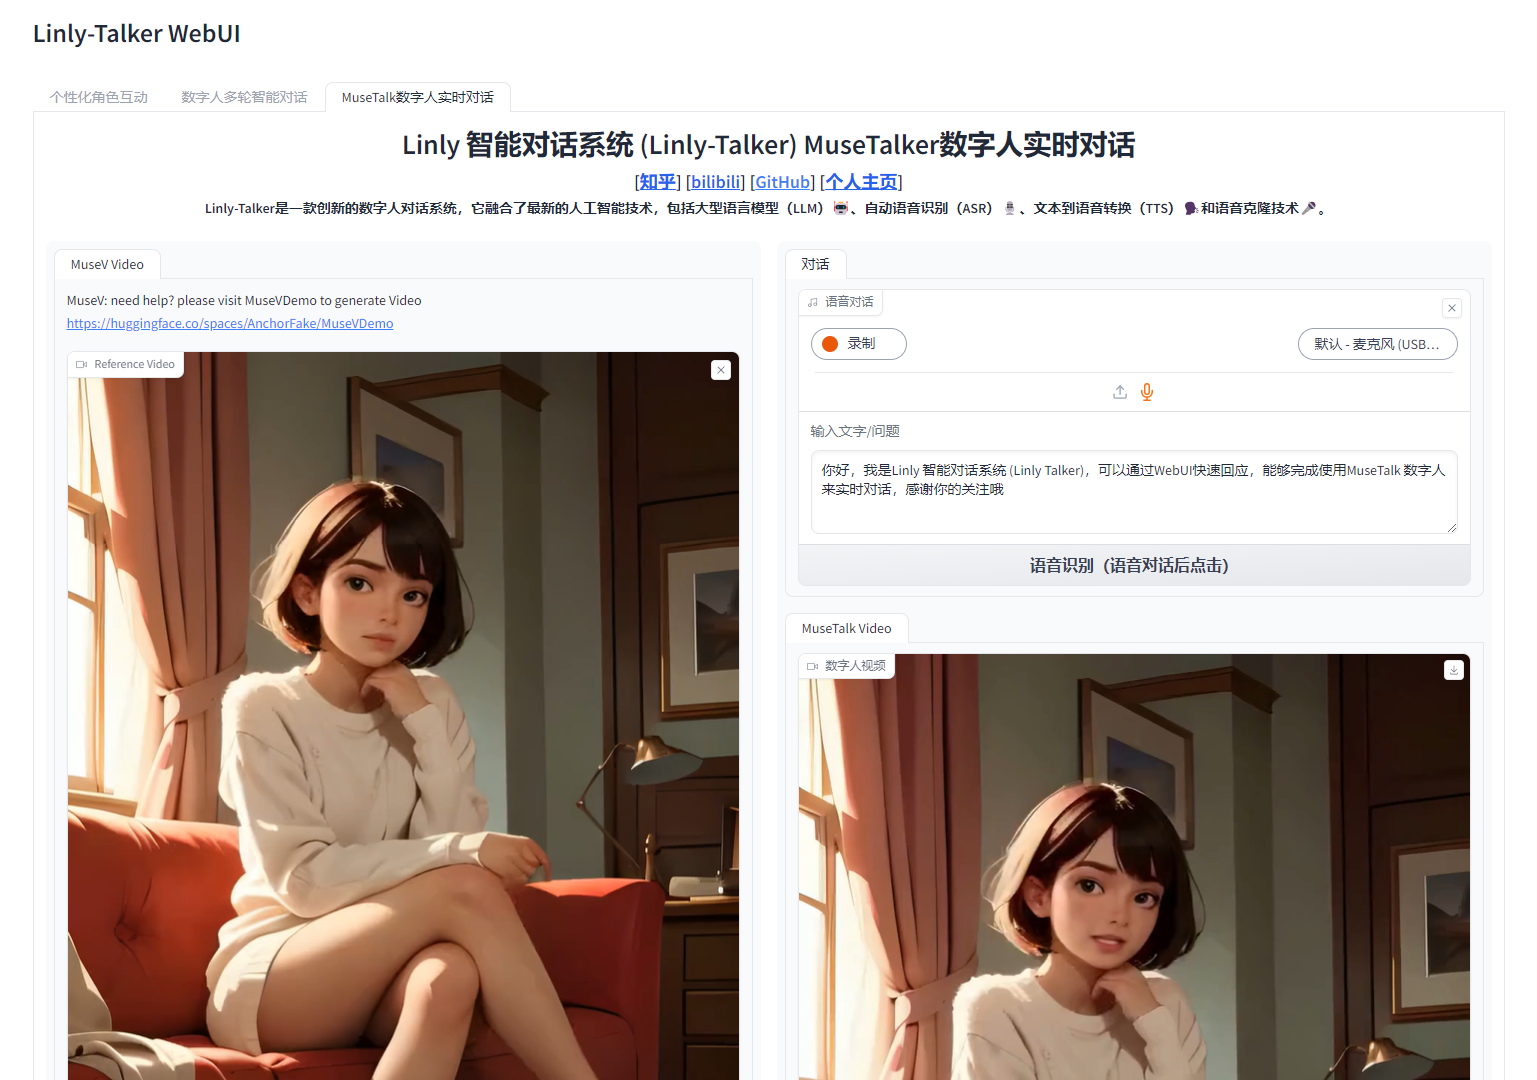 Linly-Talker WebUI
个性化角色互动
数字人多轮智能对话
MuseTalk数字人实时对话
Linly 智能对话系统 (Linly-Talker) MuseTalker数字人实时对话
[知乎] [bilibili] [GitHub] [个人主页]
Linly-Talker是一款创新的数字人对话系统，它融合了最新的人工智能技术，包括大型语言模型（LLM）🤖、自动语音识别（ASR）🎙️、文本到语音转换（TTS）🗣️和语音克隆技术🎤。
MuseV Video
MuseV: need help? please visit MuseVDemo to generate Video
https://huggingface.co/spaces/AnchorFake/MuseVDemo
Reference Video
对话
语音对话
录制
默认 - 麦克风 (USB...
输入文字/问题
你好，我是Linly 智能对话系统 (Linly Talker)，可以通过WebUI快速回应，能够完成使用MuseTalk 数字人
来实时对话，感谢你的关注哦
语音识别（语音对话后点击）
MuseTalk Video
数字人视频